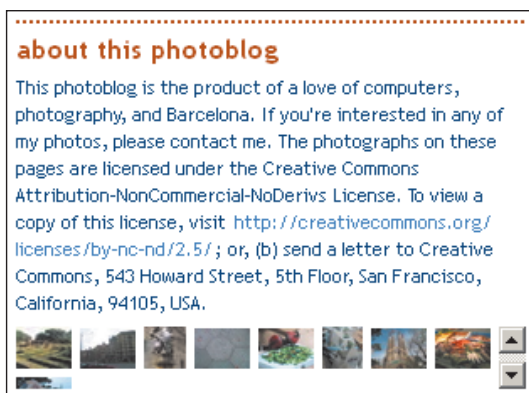 about this photoblog
This photoblog is the product of a love of computers,
photography, and Barcelona. If you're interested in any of
my photos, please contact me. The photographs on these
pages are licensed under the Creative Commons
Attribution-NonCommercial-NoDerivs License. To view a
copy of this license, visit http://creativecommons.org/
licenses/by-nc-nd/2.5/; or, (b) send a letter to Creative
Commons, 543 Howard Street, 5th Floor, San Francisco,
California, 94105, USA.